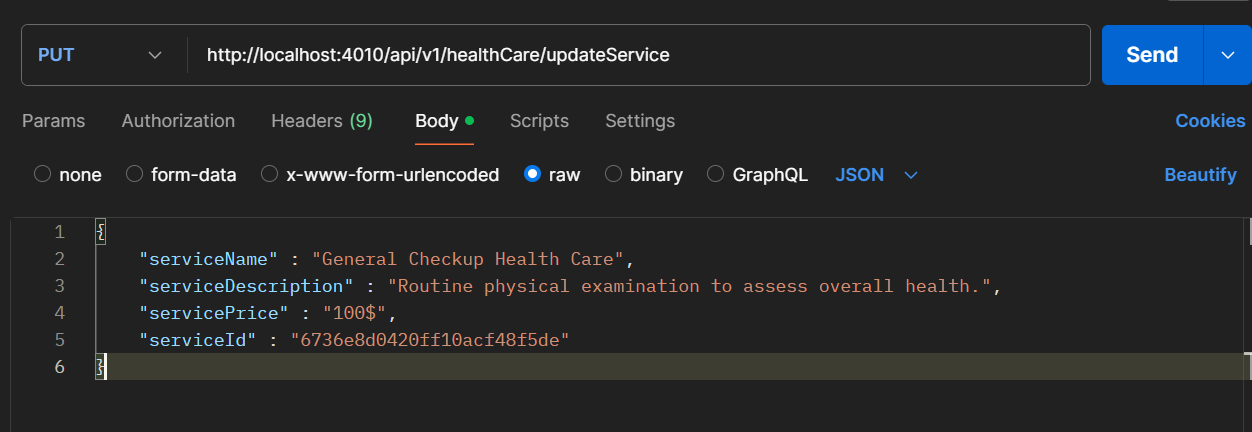 PUT http://localhost:4010/api/v1/healthCare/updateService Send
Params Authorization Headers (9) Body Scripts Settings Cookies
none form-data x-www-form-urlencoded raw binary GraphQL JSON Beautify
1 {
2 "serviceName" : "General Checkup Health Care",
3 "serviceDescription" : "Routine physical examination to assess overall health.",
4 "servicePrice" : "100$",
5 "serviceId" : "6736e8d0420ff10acf48f5de"
6 }